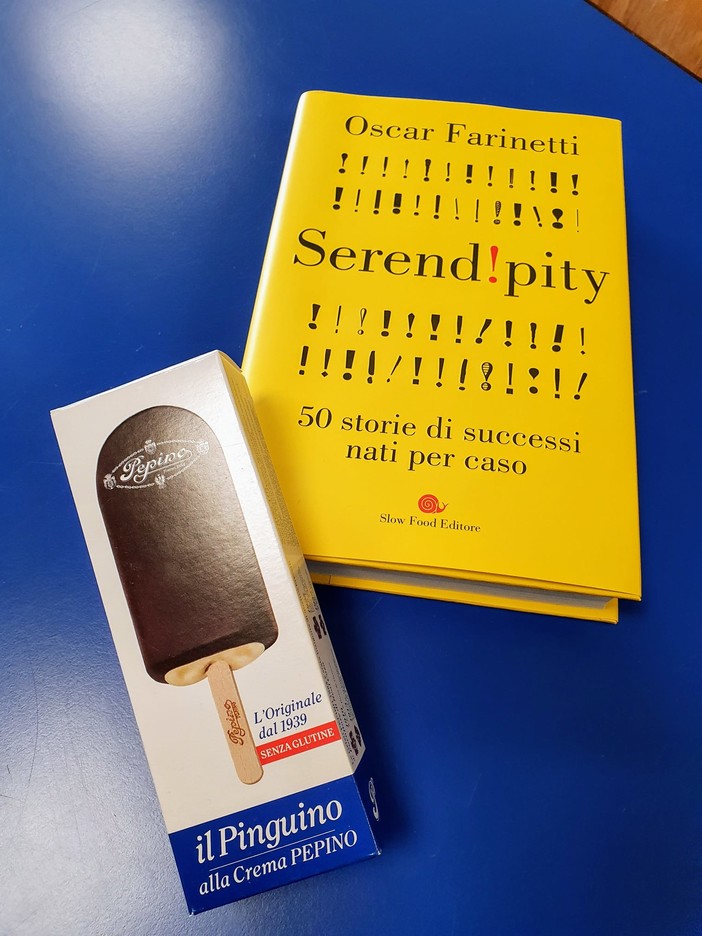 Oscar Farinetti
Serend!pity
50 storie di successi
nati per caso
Slow Food Editore
Pepino
Pepino
L'Originale
dal 1939
SENZA GLUTINE
il Pinguino
alla Crema PEPINO